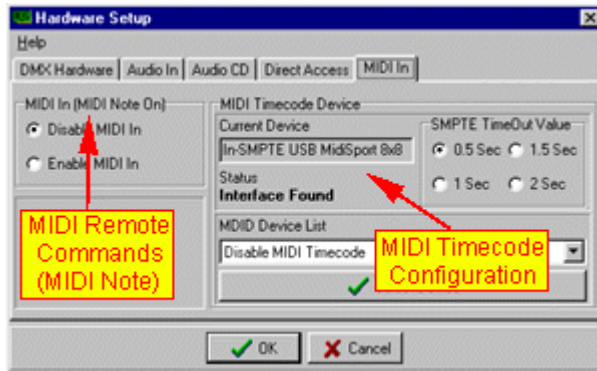 Hardware Setup
Help
DMX Hardware Audio In Audio CD Direct Access MIDI In
MIDI In (MIDI Note On)
Disable MIDI In
Enable MIDI In
MIDI Timecode Device
Current Device
In-SMPTE USB MidiSport 8x8
Status
Interface Found
SMPTE TimeOut Value
0.5 Sec 1.5 Sec
1 Sec 2 Sec
MDID Device List
Disable MIDI Timecode
MIDI Remote
Commands
(MIDI Note)
MIDI Timecode
Configuration
OK Cancel